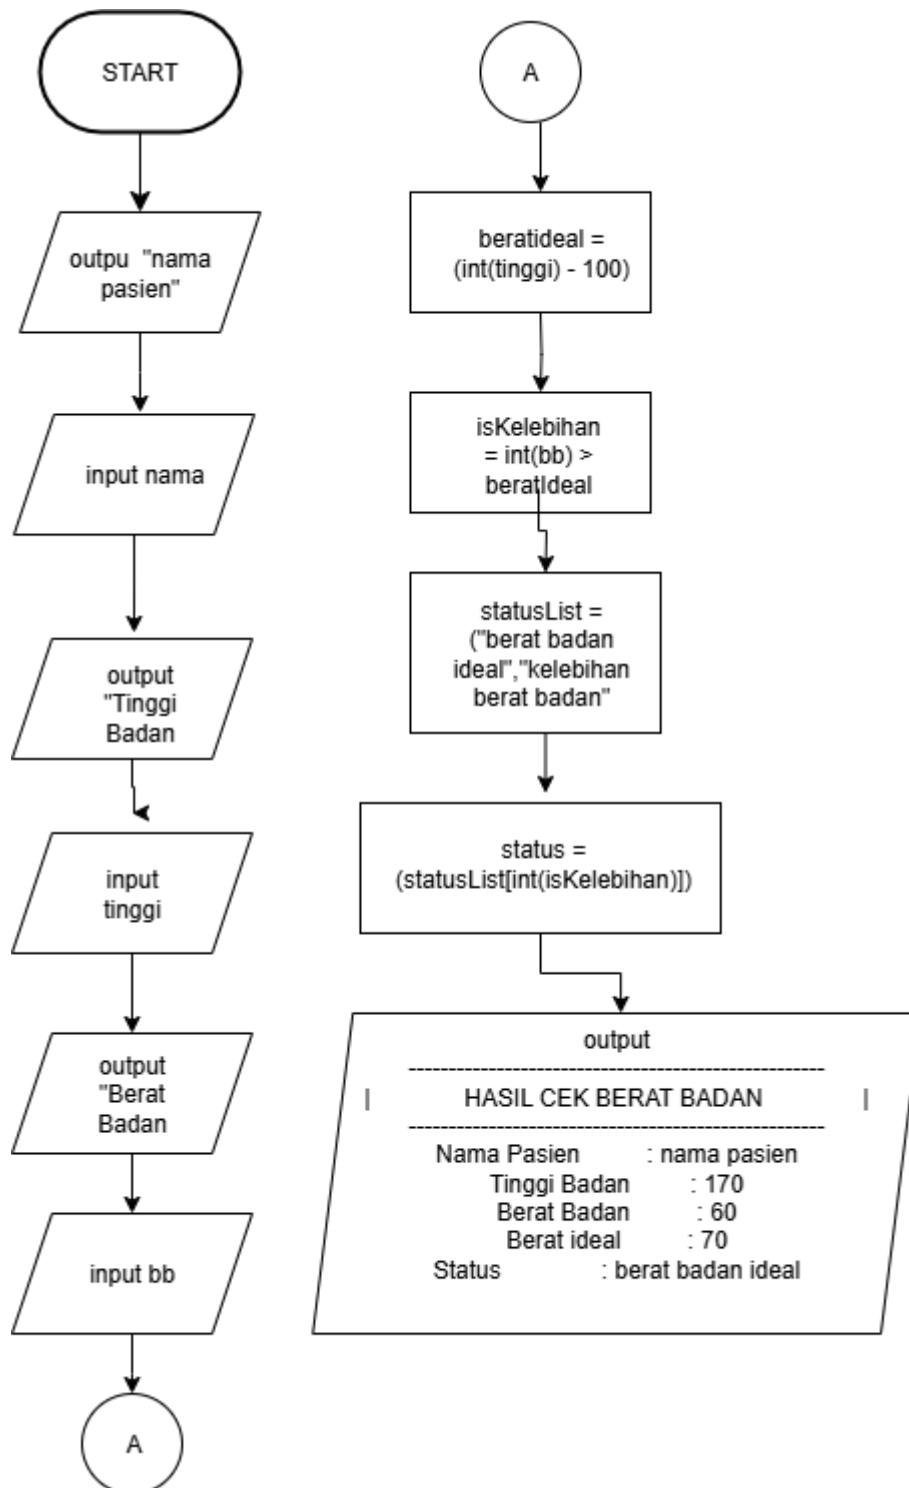 START
outpu "nama
pasien"
input nama
output
"Tinggi
Badan
input
tinggi
output
"Berat
Badan
input bb
A
A
beratideal =
(int(tinggi) - 100)
isKelebihan
= int(bb) >
beratIdeal
statusList =
("berat badan
ideal","kelebihan
berat badan"
status =
(statusList[int(isKelebihan)])
output
----------------------------------------------------
| HASIL CEK BERAT BADAN |
----------------------------------------------------
Nama Pasien : nama pasien
Tinggi Badan : 170
Berat Badan : 60
Berat ideal : 70
Status : berat badan ideal